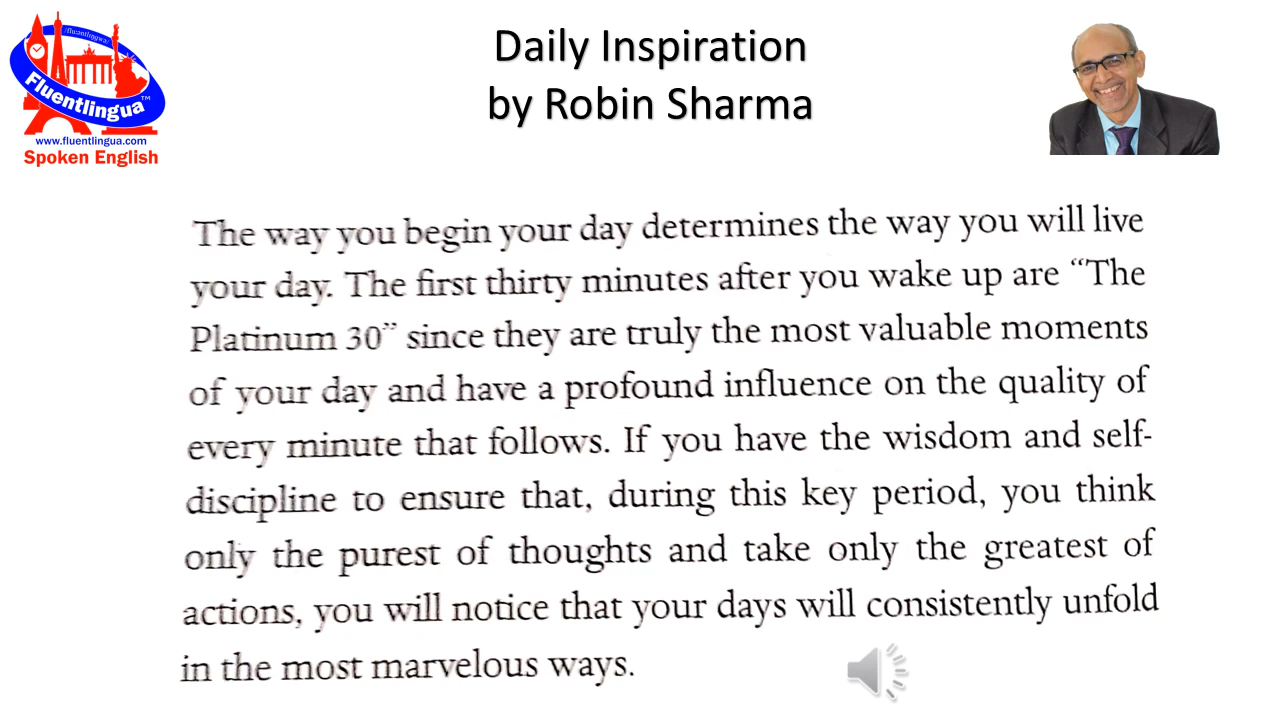 /flu:əntlingwə/
Fluentlingua™
www.fluentlingua.com
Spoken English
Daily Inspiration
by Robin Sharma
The way you begin your day determines the way you will live
your day. The first thirty minutes after you wake up are “The
Platinum 30” since they are truly the most valuable moments
of your day and have a profound influence on the quality of
every minute that follows. If you have the wisdom and self-
discipline to ensure that, during this key period, you think
only the purest of thoughts and take only the greatest of
actions, you will notice that your days will consistently unfold
in the most marvelous ways.